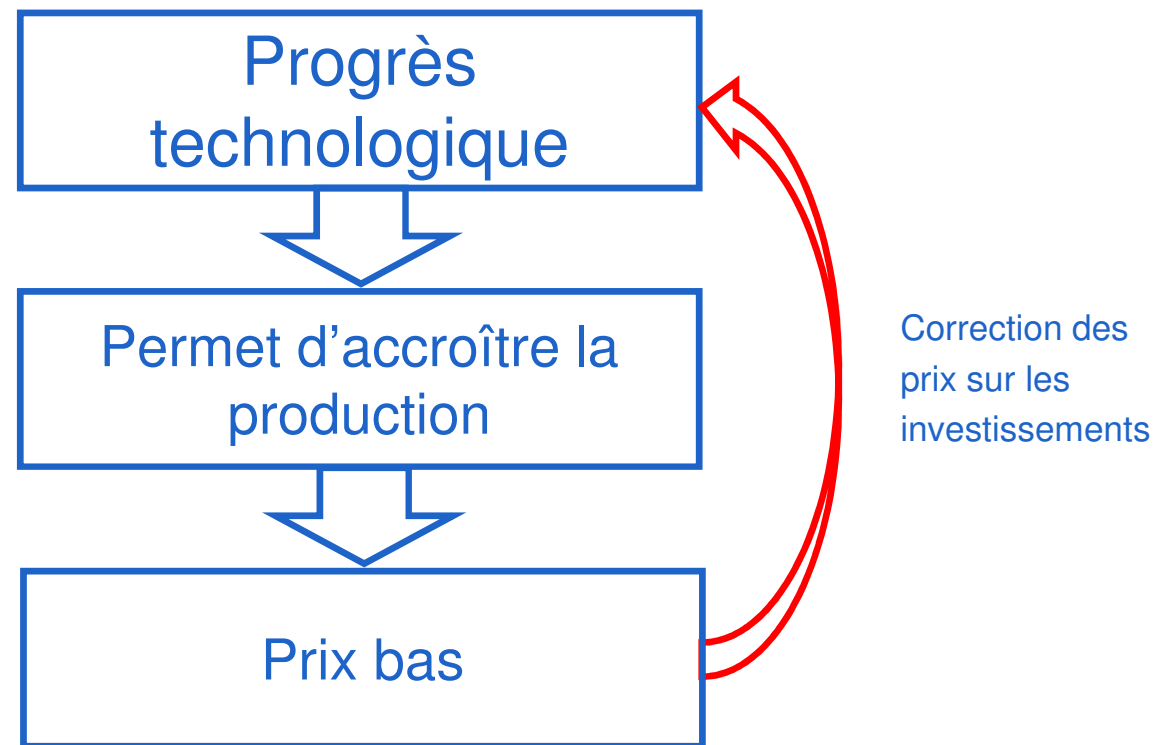 Progrès
technologique
Permet d’accroître la
production
Correction des
prix sur les
investissements
Prix bas